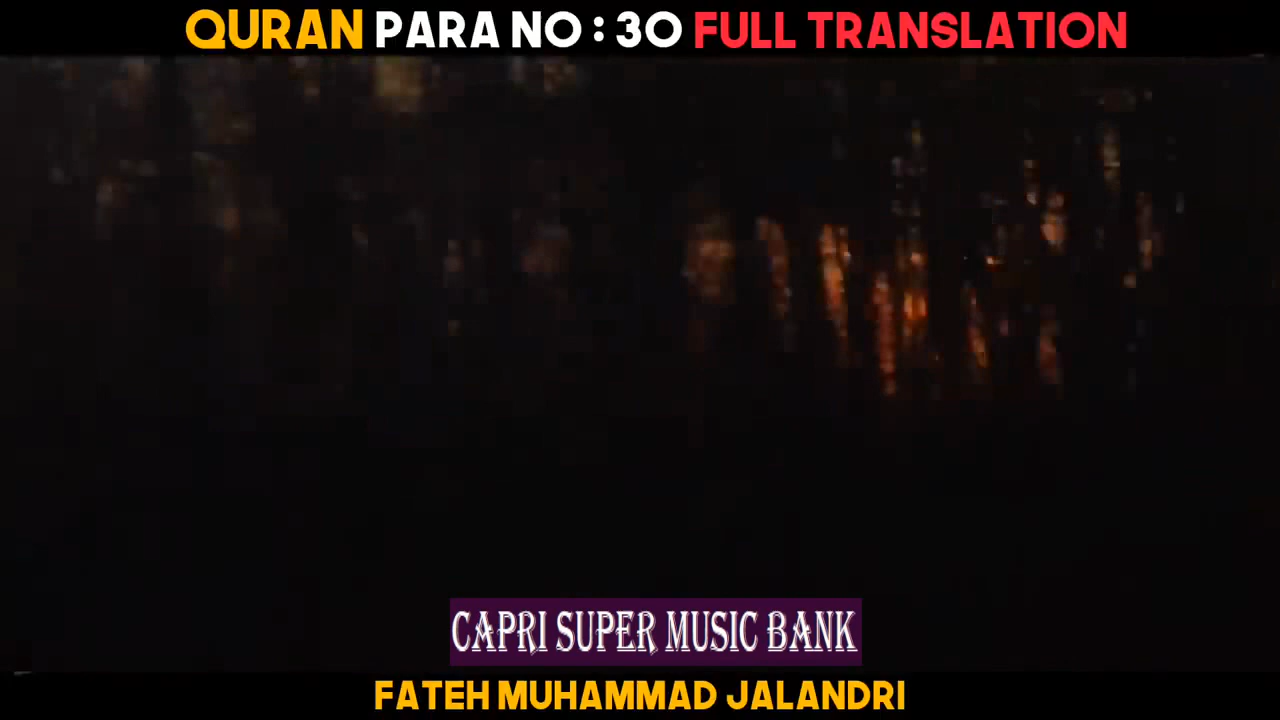 QURAN PARA NO : 30 FULL TRANSLATION
CAPRI SUPER MUSIC BANK
FATEH MUHAMMAD JALANDRI